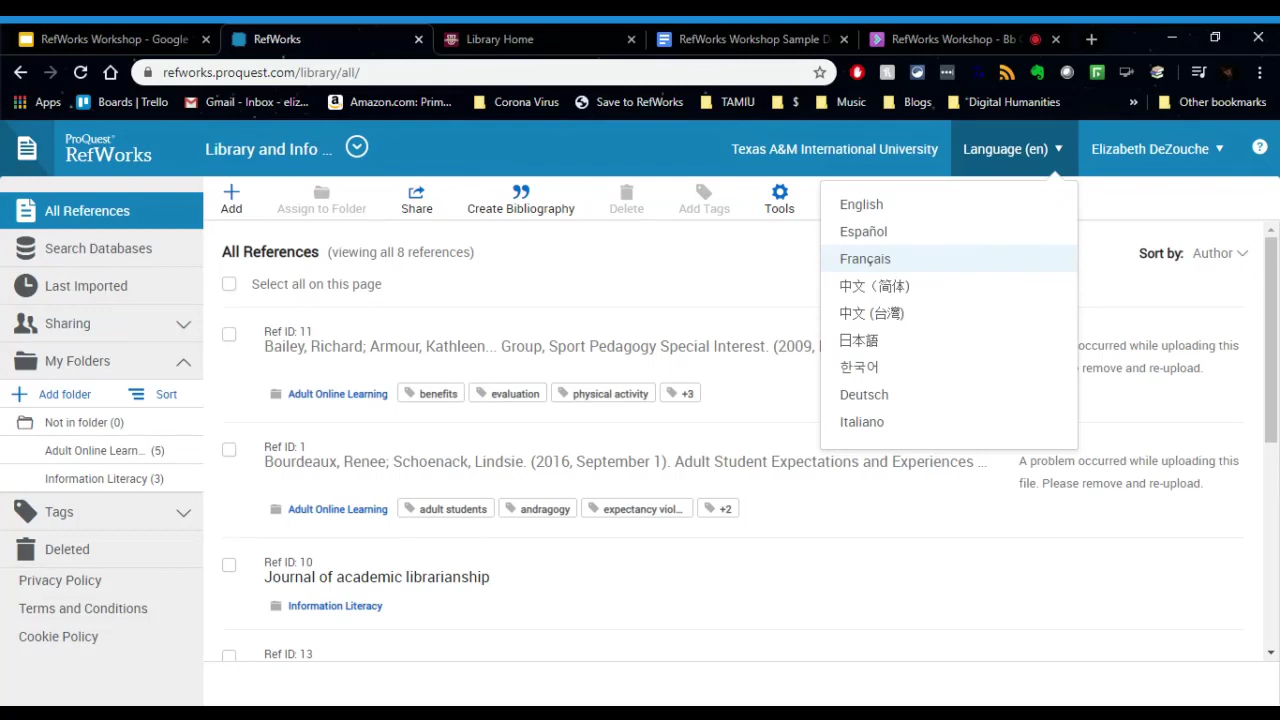 RefWorks Workshop - Google
RefWorks
Library Home
RefWorks Workshop Sample D
RefWorks Workshop - Bb C
refworks.proquest.com/library/all/
Apps
Boards | Trello
Gmail - Inbox - eliz...
Amazon.com: Prim...
Corona Virus
Save to RefWorks
TAMIU
$
Music
Blogs
"Digital Humanities
»
Other bookmarks
ProQuest®
RefWorks
Library and Info ...
Texas A&M International University
Language (en)
Elizabeth DeZouche
?
All References
Search Databases
Last Imported
Sharing
My Folders
Add folder
Sort
Not in folder (0)
Adult Online Learn... (5)
Information Literacy (3)
Tags
Deleted
Privacy Policy
Terms and Conditions
Cookie Policy
Add
Assign to Folder
Share
Create Bibliography
Delete
Add Tags
Tools
English
Español
Français
中文（简体)
中文 (台灣)
日本語
한국어
Deutsch
Italiano
All References (viewing all 8 references)
Sort by: Author
Select all on this page
Ref ID: 11
Bailey, Richard; Armour, Kathleen... Group, Sport Pedagogy Special Interest. (2009,
occurred while uploading this
remove and re-upload.
Adult Online Learning
benefits
evaluation
physical activity
+3
Ref ID: 1
Bourdeaux, Renee; Schoenack, Lindsie. (2016, September 1). Adult Student Expectations and Experiences ...
A problem occurred while uploading this
file. Please remove and re-upload.
Adult Online Learning
adult students
andragogy
expectancy viol...
+2
Ref ID: 10
Journal of academic librarianship
Information Literacy
Ref ID: 13